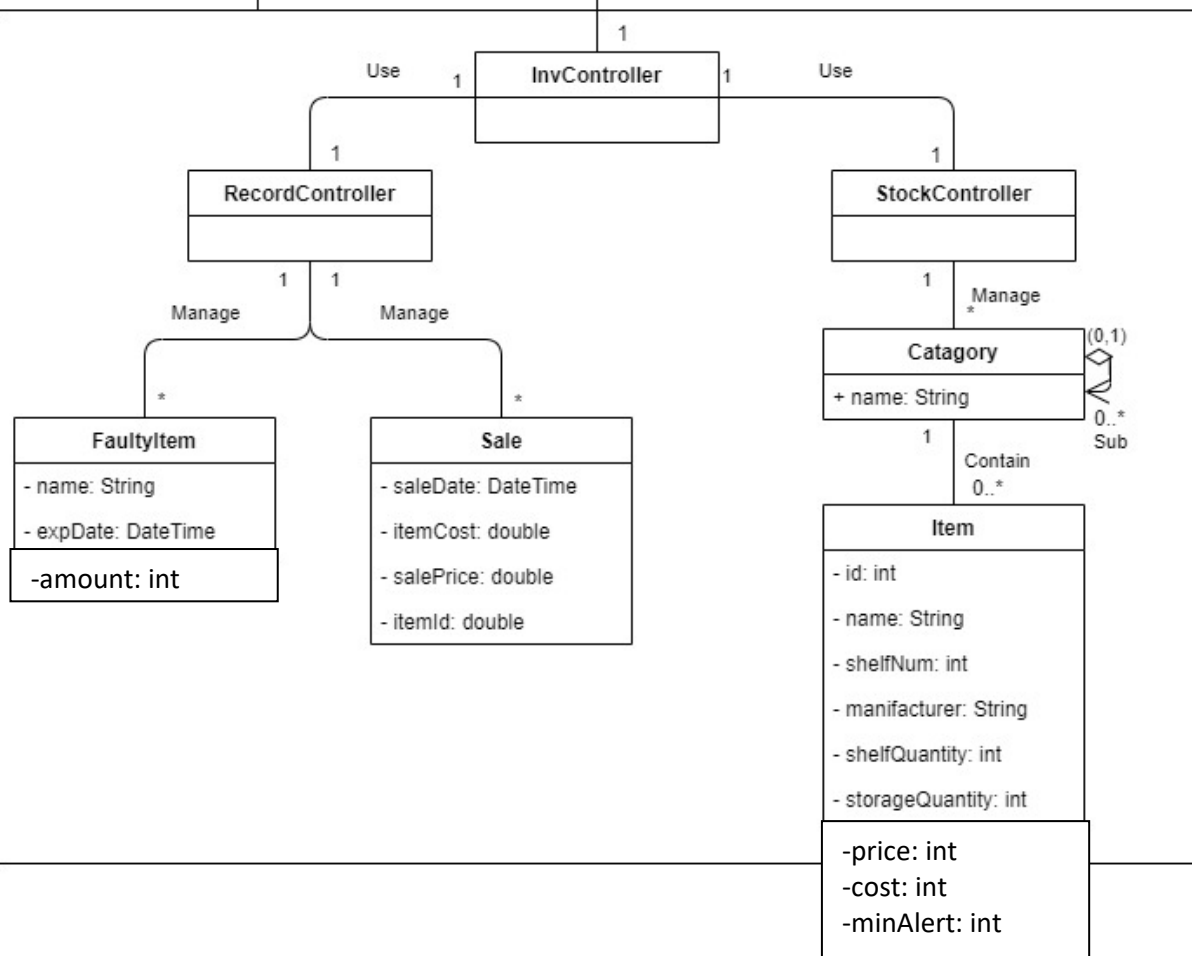 1
Use
1
InvController
1
Use
1
1
RecordController
StockController
1
1
1
Manage
Manage
Manage
*
(0,1)
Catagory
+ name: String
0..*
Sub
*
*
1
Contain
0..*
FaultyItem
- name: String
- expDate: DateTime
-amount: int
Sale
- saleDate: DateTime
- itemCost: double
- salePrice: double
- itemId: double
Item
- id: int
- name: String
- shelfNum: int
- manifacturer: String
- shelfQuantity: int
- storageQuantity: int
-price: int
-cost: int
-minAlert: int